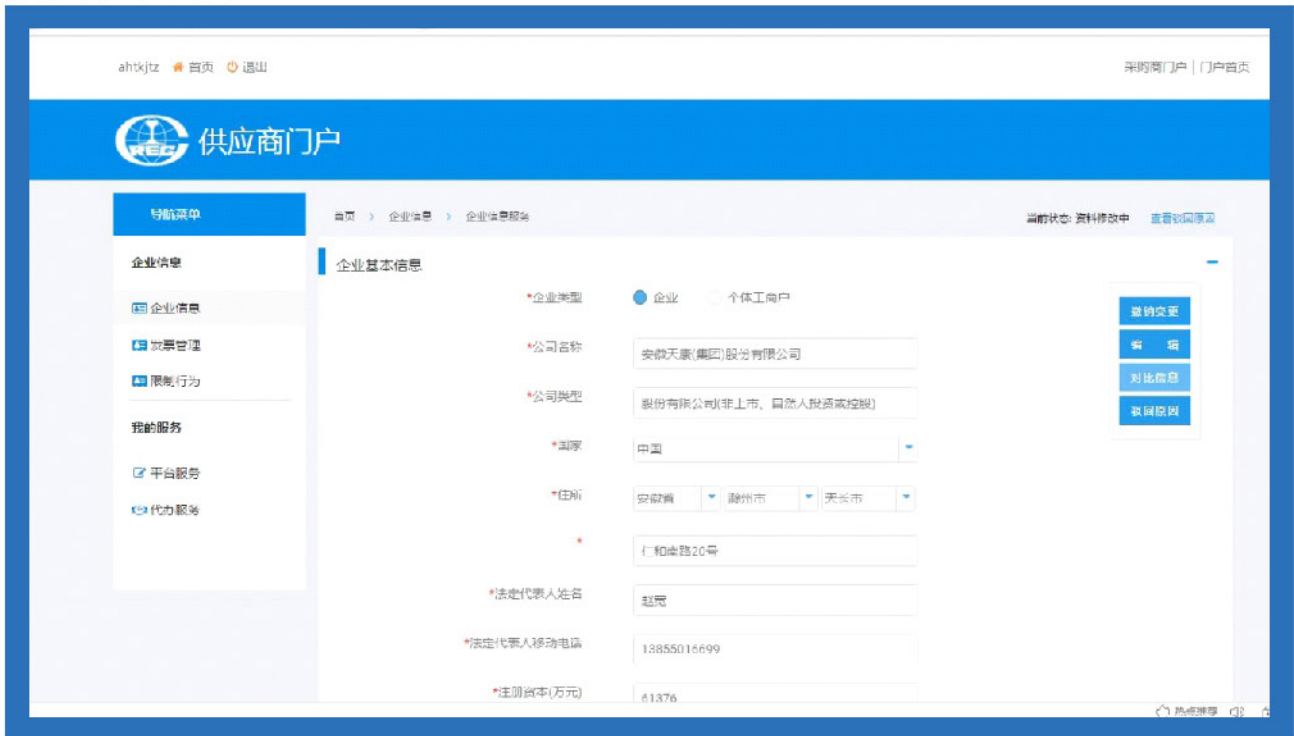 ahtkjtz 首页 退出
采购商门户 | 门户首页
CREC 供应商门户
导航菜单
首页 > 企业信息 > 企业信息服务
当前状态: 资料修改中 查看驳回原因
企业信息
企业信息
发票管理
限制行为
我的服务
平台服务
代办服务
企业基本信息
*企业类型 企业 个体工商户
*公司名称 安徽天康(集团)股份有限公司
*公司类型 股份有限公司(非上市、自然人投资或控股)
*国家 中国
*住所 安徽省 滁州市 天长市
* 仁和南路20号
*法定代表人姓名 赵宽
*法定代表人移动电话 13855016699
*注册资本(万元) 61376
撤销变更
编 辑
对比信息
驳回原因
热点推荐